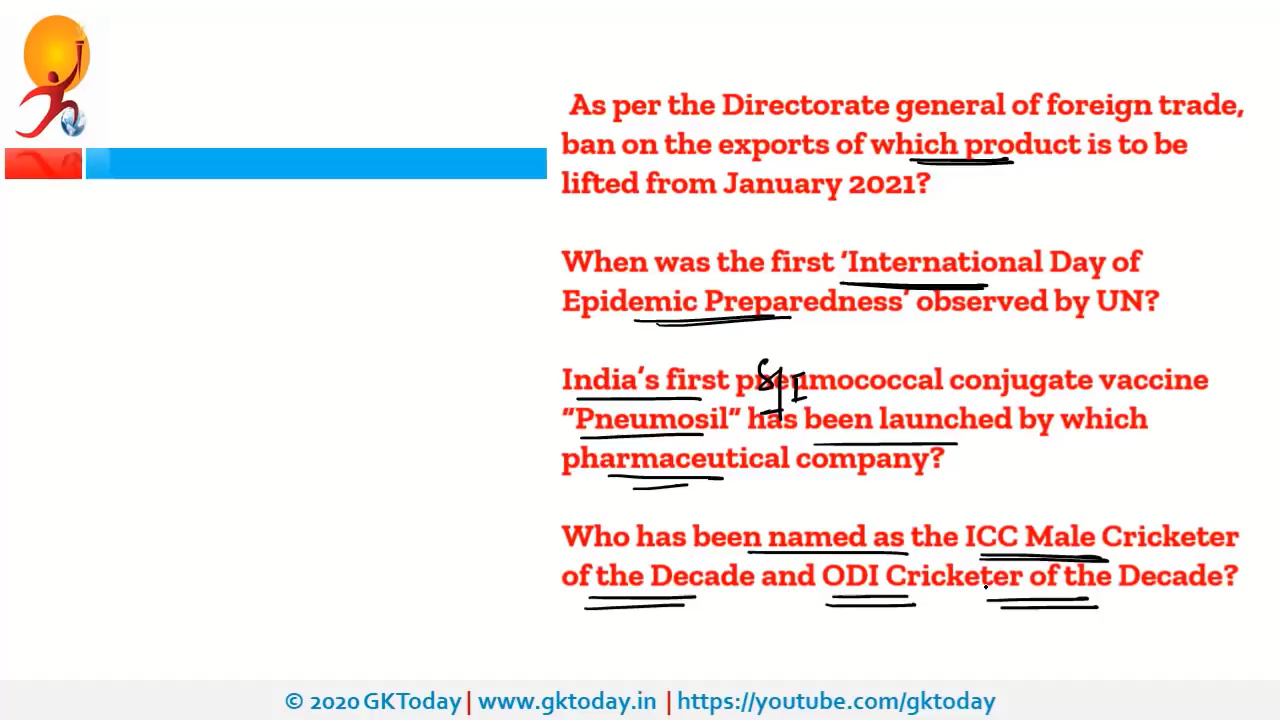 As per the Directorate general of foreign trade,
ban on the exports of which product is to be
lifted from January 2021?
When was the first ‘International Day of
Epidemic Preparedness’ observed by UN?
India’s first pneumococcal conjugate vaccine
“Pneumosil” has been launched by which
pharmaceutical company?
SII
Who has been named as the ICC Male Cricketer
of the Decade and ODI Cricketer of the Decade?
© 2020 GKToday | www.gktoday.in | https://youtube.com/gktoday